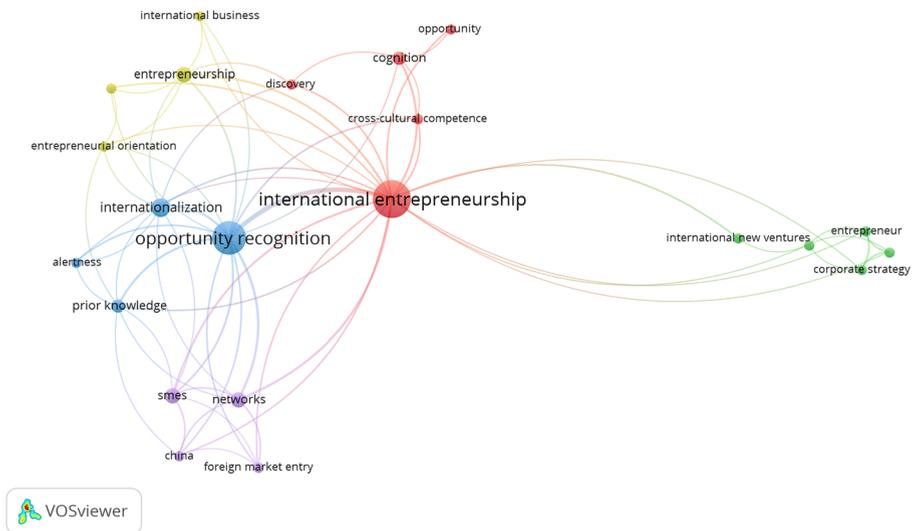 international business
opportunity
cognition
entrepreneurship
discovery
cross-cultural competence
entrepreneurial orientation
international entrepreneurship
internationalization
entrepreneur
international new ventures
opportunity recognition
alertness
corporate strategy
prior knowledge
smes
networks
china
foreign market entry
VOSviewer